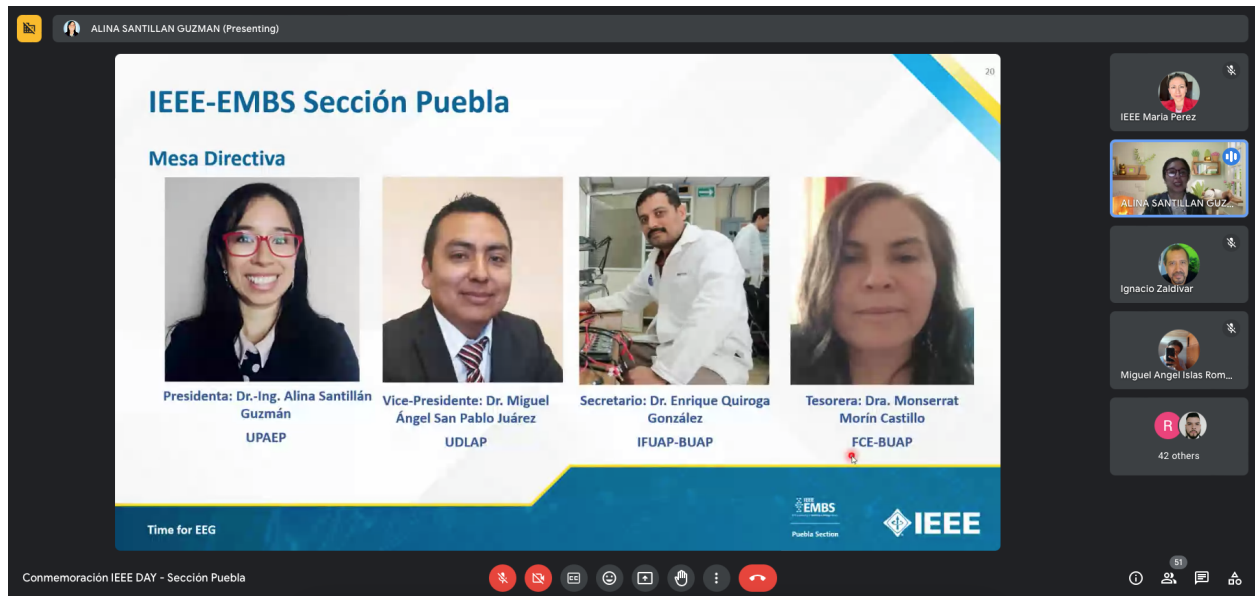 ALINA SANTILLAN GUZMAN (Presenting)
20
IEEE-EMBS Sección Puebla
Mesa Directiva
Presidenta: Dr.-Ing. Alina Santillán
Guzmán
UPAEP
Vice-Presidente: Dr. Miguel
Ángel San Pablo Juárez
UDLAP
Secretario: Dr. Enrique Quiroga
González
IFUAP-BUAP
Tesorera: Dra. Monserrat
Morín Castillo
FCE-BUAP
Time for EEG
IEEE
EMBS
Puebla Section
IEEE
IEEE Maria Perez
ALINA SANTILLAN GUZ...
Ignacio Zaldivar
Miguel Angel Islas Rom...
R
42 others
Conmemoración IEEE DAY - Sección Puebla
51